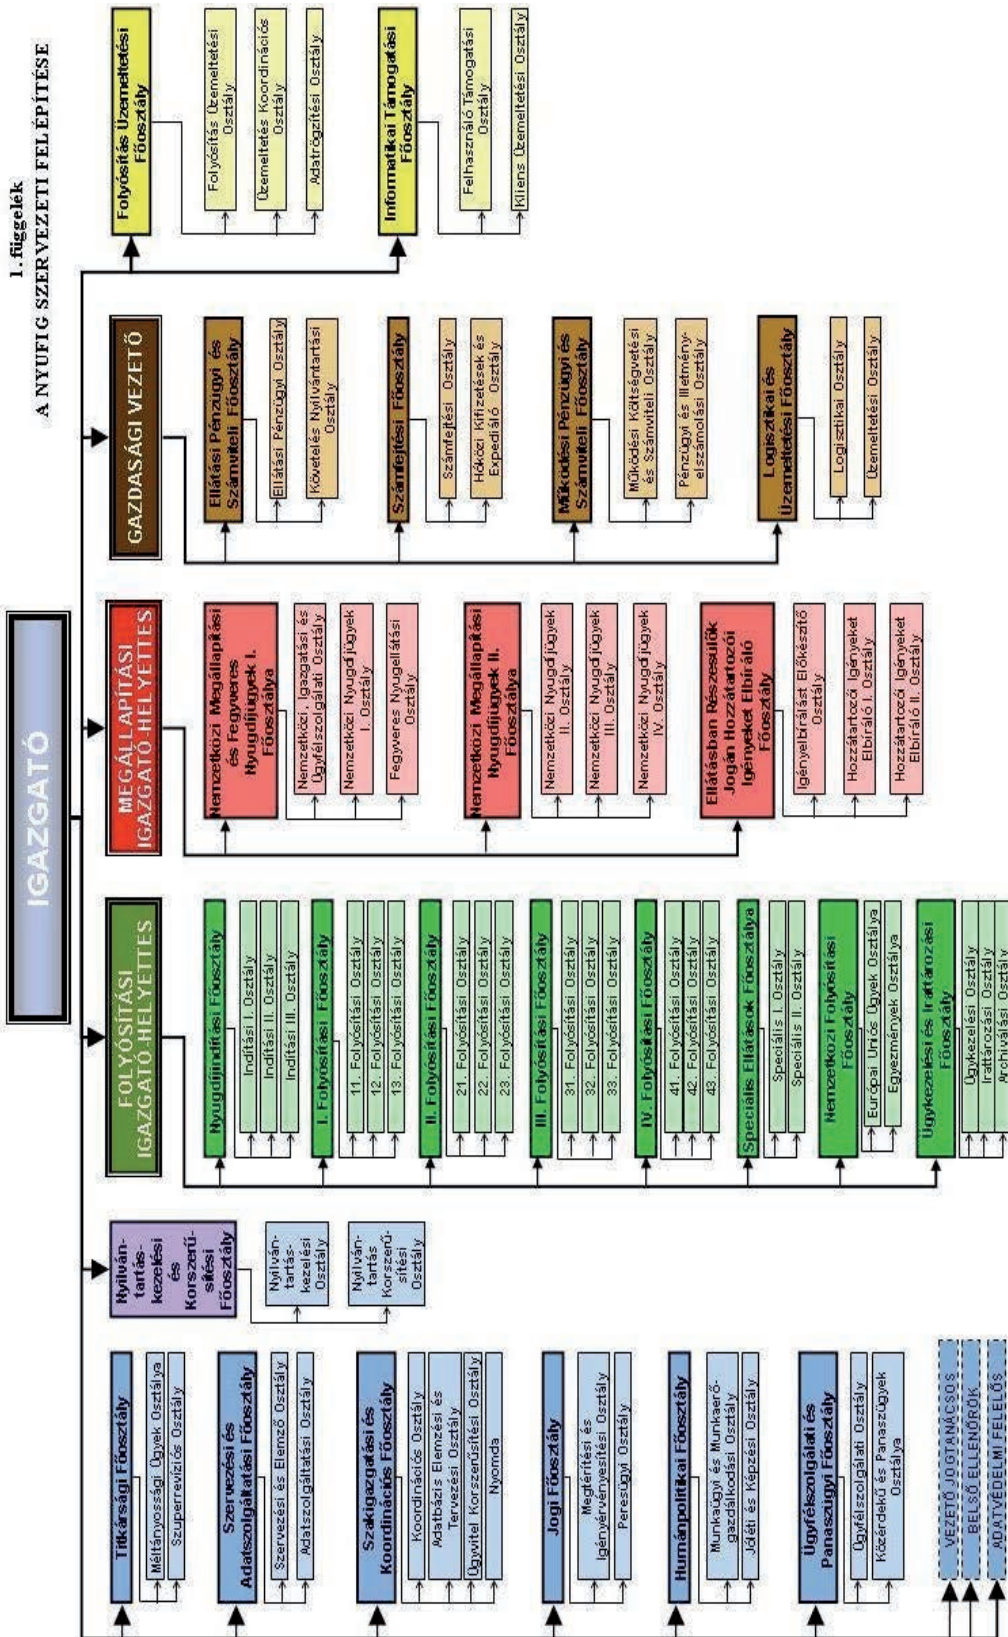 1. függelék
A NYUFIG SZERVEZETI FELÉPÍTÉSE
IGAZGATÓ
Titkársági Főosztály
Méltányossági Ügyek Osztálya
Szuperrevíziós Osztály
Szervezési és
Adatszolgáltatási Főosztály
Szervezési és Elemző Osztály
Adatszolgáltatási Osztály
Szakigazgatási és
Koordinációs Főosztály
Koordinációs Osztály
Adatbázis Elemzési és
Tervezési Osztály
Ügyvitel Korszerűsítési Osztály
Nyomda
Jogi Főosztály
Megtérítési és
Igényérvényesítési Osztály
Peresügyi Osztály
Humánpolitikai Főosztály
Munkaügyi és Munkaerő-
gazdálkodási Osztály
Jóléti és Képzési Osztály
Ügyfélszolgálati és
Panaszügyi Főosztály
Ügyfélszolgálati Osztály
Közérdekű és Panaszügyek
Osztálya
VEZETŐ JOGTANÁCSOS
BELSŐ ELLENŐRÖK
ADATVÉDELMI FELELŐS
Nyilván-
tartás-
kezelési
és
Korszerű-
sítési
Főosztály
Nyilván-
tartás-
kezelési
Osztály
Nyilván-
tartás
Korszerű-
sítési
Osztály
FOLYÓSÍTÁSI
IGAZGATÓ HELYETTES
Nyugdíjindítási Főosztály
Indítási I. Osztály
Indítási II. Osztály
Indítási III. Osztály
I. Folyósítási Főosztály
11. Folyósítási Osztály
12. Folyósítási Osztály
13. Folyósítási Osztály
II. Folyósítási Főosztály
21. Folyósítási Osztály
22. Folyósítási Osztály
23. Folyósítási Osztály
III. Folyósítási Főosztály
31. Folyósítási Osztály
32. Folyósítási Osztály
33. Folyósítási Osztály
IV. Folyósítási Főosztály
41. Folyósítási Osztály
42. Folyósítási Osztály
43. Folyósítási Osztály
Speciális Ellátások Főosztálya
Speciális I. Osztály
Speciális II. Osztály
Nemzetközi Folyósítási
Főosztály
Európai Uniós Ügyek Osztálya
Egyezmények Osztálya
Ügykezelési és Irattározási
Főosztály
Ügykezelési Osztály
Irattározási Osztály
Archiválási Osztály
MEGÁLLAPÍTÁSI
IGAZGATÓ HELYETTES
Nemzetközi Megállapítási
és Fegyveres
Nyugdíjügyek I.
Főosztálya
Nemzetközi, Igazgatási és
Ügyfélszolgálati Osztály
Nemzetközi Nyugdíjügyek
I. Osztály
Fegyveres Nyugellátási
Osztály
Nemzetközi Megállapítási
Nyugdíjügyek II.
Főosztálya
Nemzetközi Nyugdíjügyek
II. Osztály
Nemzetközi Nyugdíjügyek
III. Osztály
Nemzetközi Nyugdíjügyek
IV. Osztály
Ellátásban Részesülők
Jogán Hozzátartozói
Igényeket Elbíráló
Főosztály
Igényelbírálást Előkészítő
Osztály
Hozzátartozói Igényeket
Elbíráló I. Osztály
Hozzátartozói Igényeket
Elbíráló II. Osztály
GAZDASÁGI VEZETŐ
Ellátási Pénzügyi és
Számviteli Főosztály
Ellátási Pénzügyi Osztály
Követelés Nyilvántartási
Osztály
Számfejtési Főosztály
Számfejtési Osztály
Hóközi Kifizetések és
Expediáló Osztály
Működési Pénzügyi és
Számviteli Főosztály
Működési Költségvetési
és Számviteli Osztály
Pénzügyi és Illetmény-
elszámolási Osztály
Logisztikai és
Üzemeltetési Főosztály
Logisztikai Osztály
Üzemeltetési Osztály
Folyósítás Üzemeltetési
Főosztály
Folyósítás Üzemeltetési
Osztály
Üzemeltetés Koordinációs
Osztály
Adatrögzítési Osztály
Informatikai Támogatási
Főosztály
Felhasználó Támogatási
Osztály
Kliens Üzemeltetési Osztály